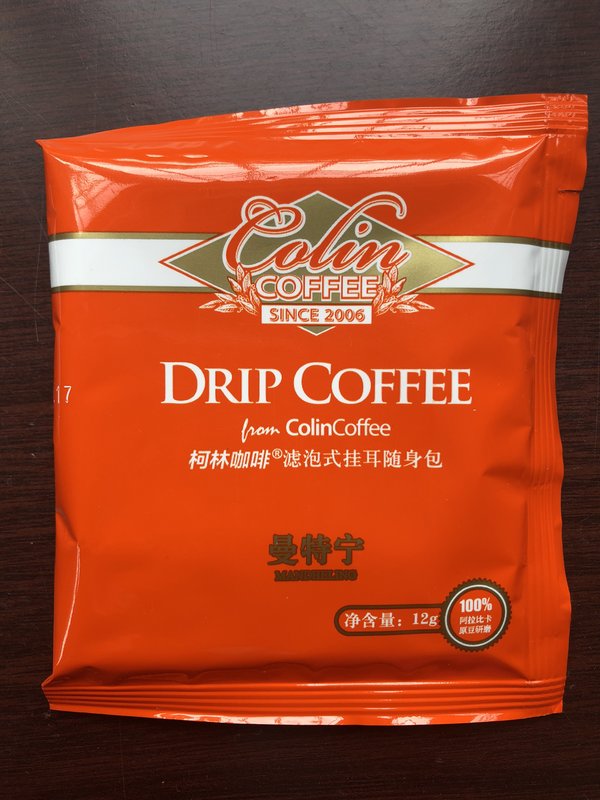 Colin
COFFEE
SINCE 2006
DRIP COFFEE
17
from ColinCoffee
柯林咖啡®滤泡式挂耳随身包
曼特宁
MANDHELING
净含量：12g
100%
阿拉比卡
原豆研磨